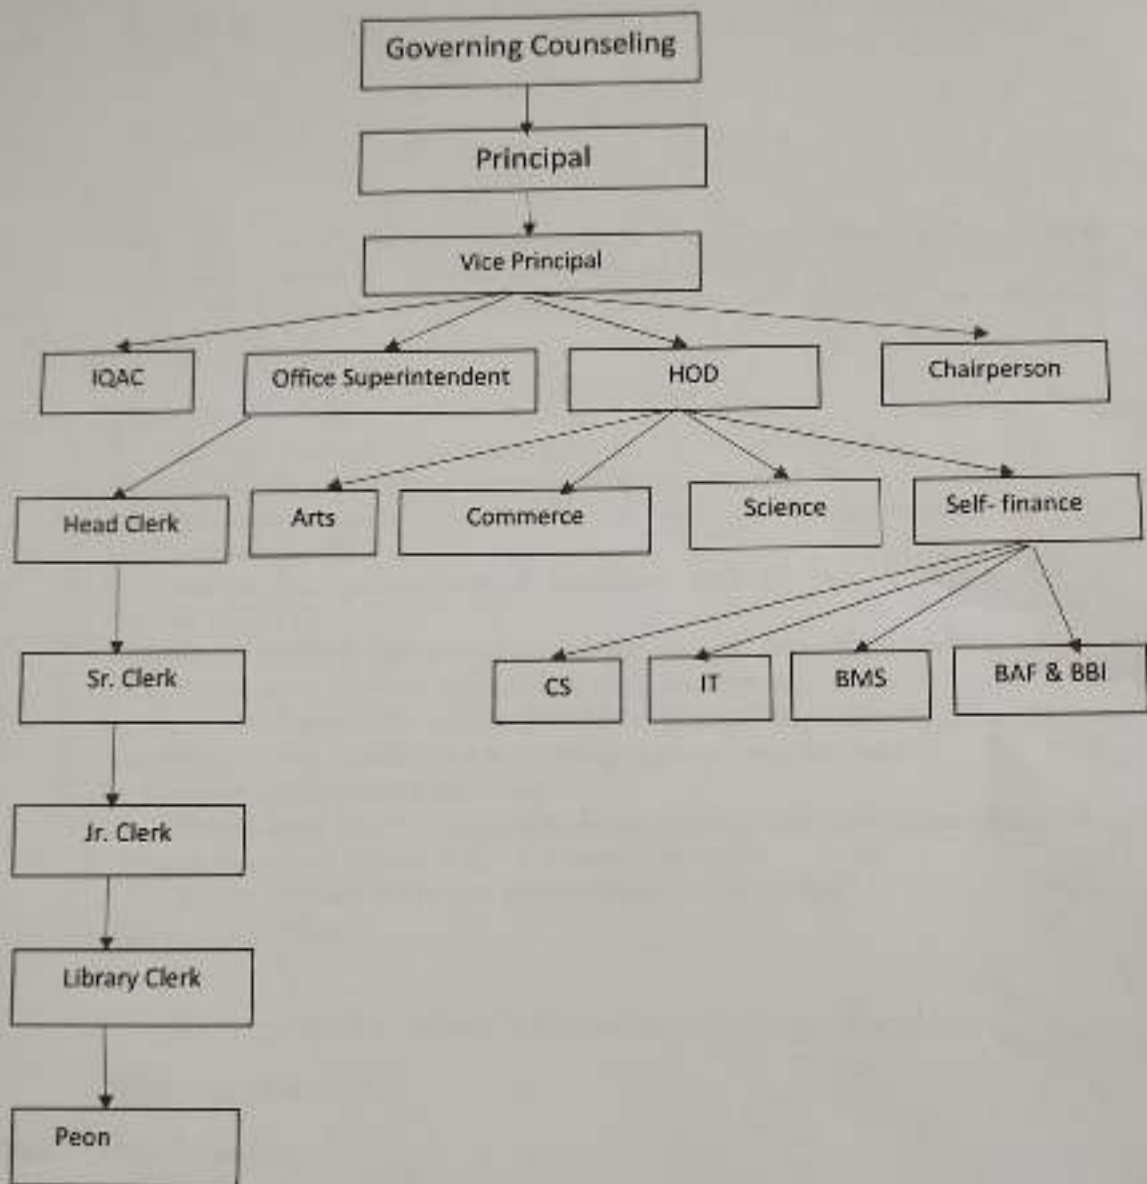 Governing Counseling
Principal
Vice Principal
IQAC
Office Superintendent
HOD
Chairperson
Head Clerk
Arts
Commerce
Science
Self- finance
Sr. Clerk
CS
IT
BMS
BAF & BBI
Jr. Clerk
Library Clerk
Peon